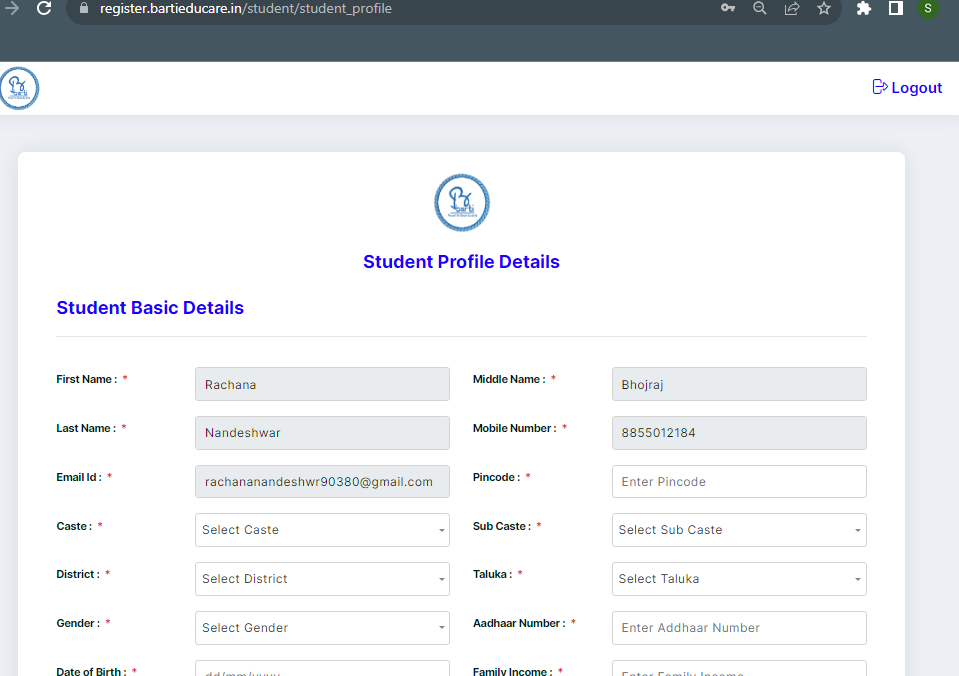 register.bartieducare.in/student/student_profile
S
Logout
Student Profile Details
Student Basic Details
First Name : * Rachana Middle Name : * Bhojraj
Last Name : * Nandeshwar Mobile Number : * 8855012184
Email Id : * rachananandeshwr90380@gmail.com Pincode : * Enter Pincode
Caste : * Select Caste Sub Caste : * Select Sub Caste
District : * Select District Taluka : * Select Taluka
Gender : * Select Gender Aadhaar Number : * Enter Addhaar Number
Date of Birth : * dd/mm/yyyy Family Income : * Enter Family Income